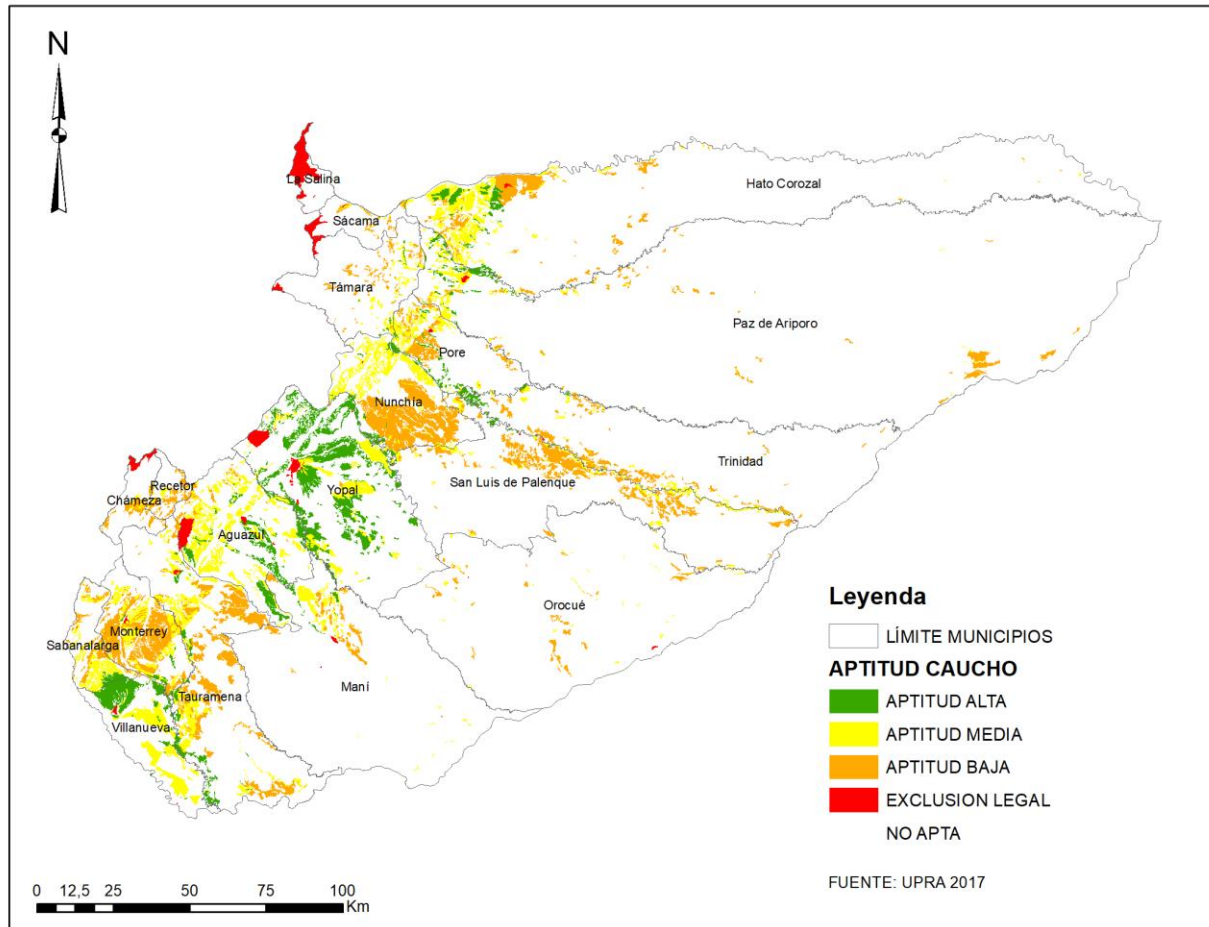 N
La Salina
Hato Corozal
Sácama
Támara
Paz de Ariporo
Pore
Nunchía
Trinidad
San Luis de Palenque
Recetor
Yopal
Chámeza
Aguazul
Orocué
Monterrey
Sabanalarga
Maní
Tauramena
Villanueva
Leyenda
LÍMITE MUNICIPIOS
APTITUD CAUCHO
APTITUD ALTA
APTITUD MEDIA
APTITUD BAJA
EXCLUSION LEGAL
NO APTA
FUENTE: UPRA 2017
0 12,5 25 50 75 100
Km